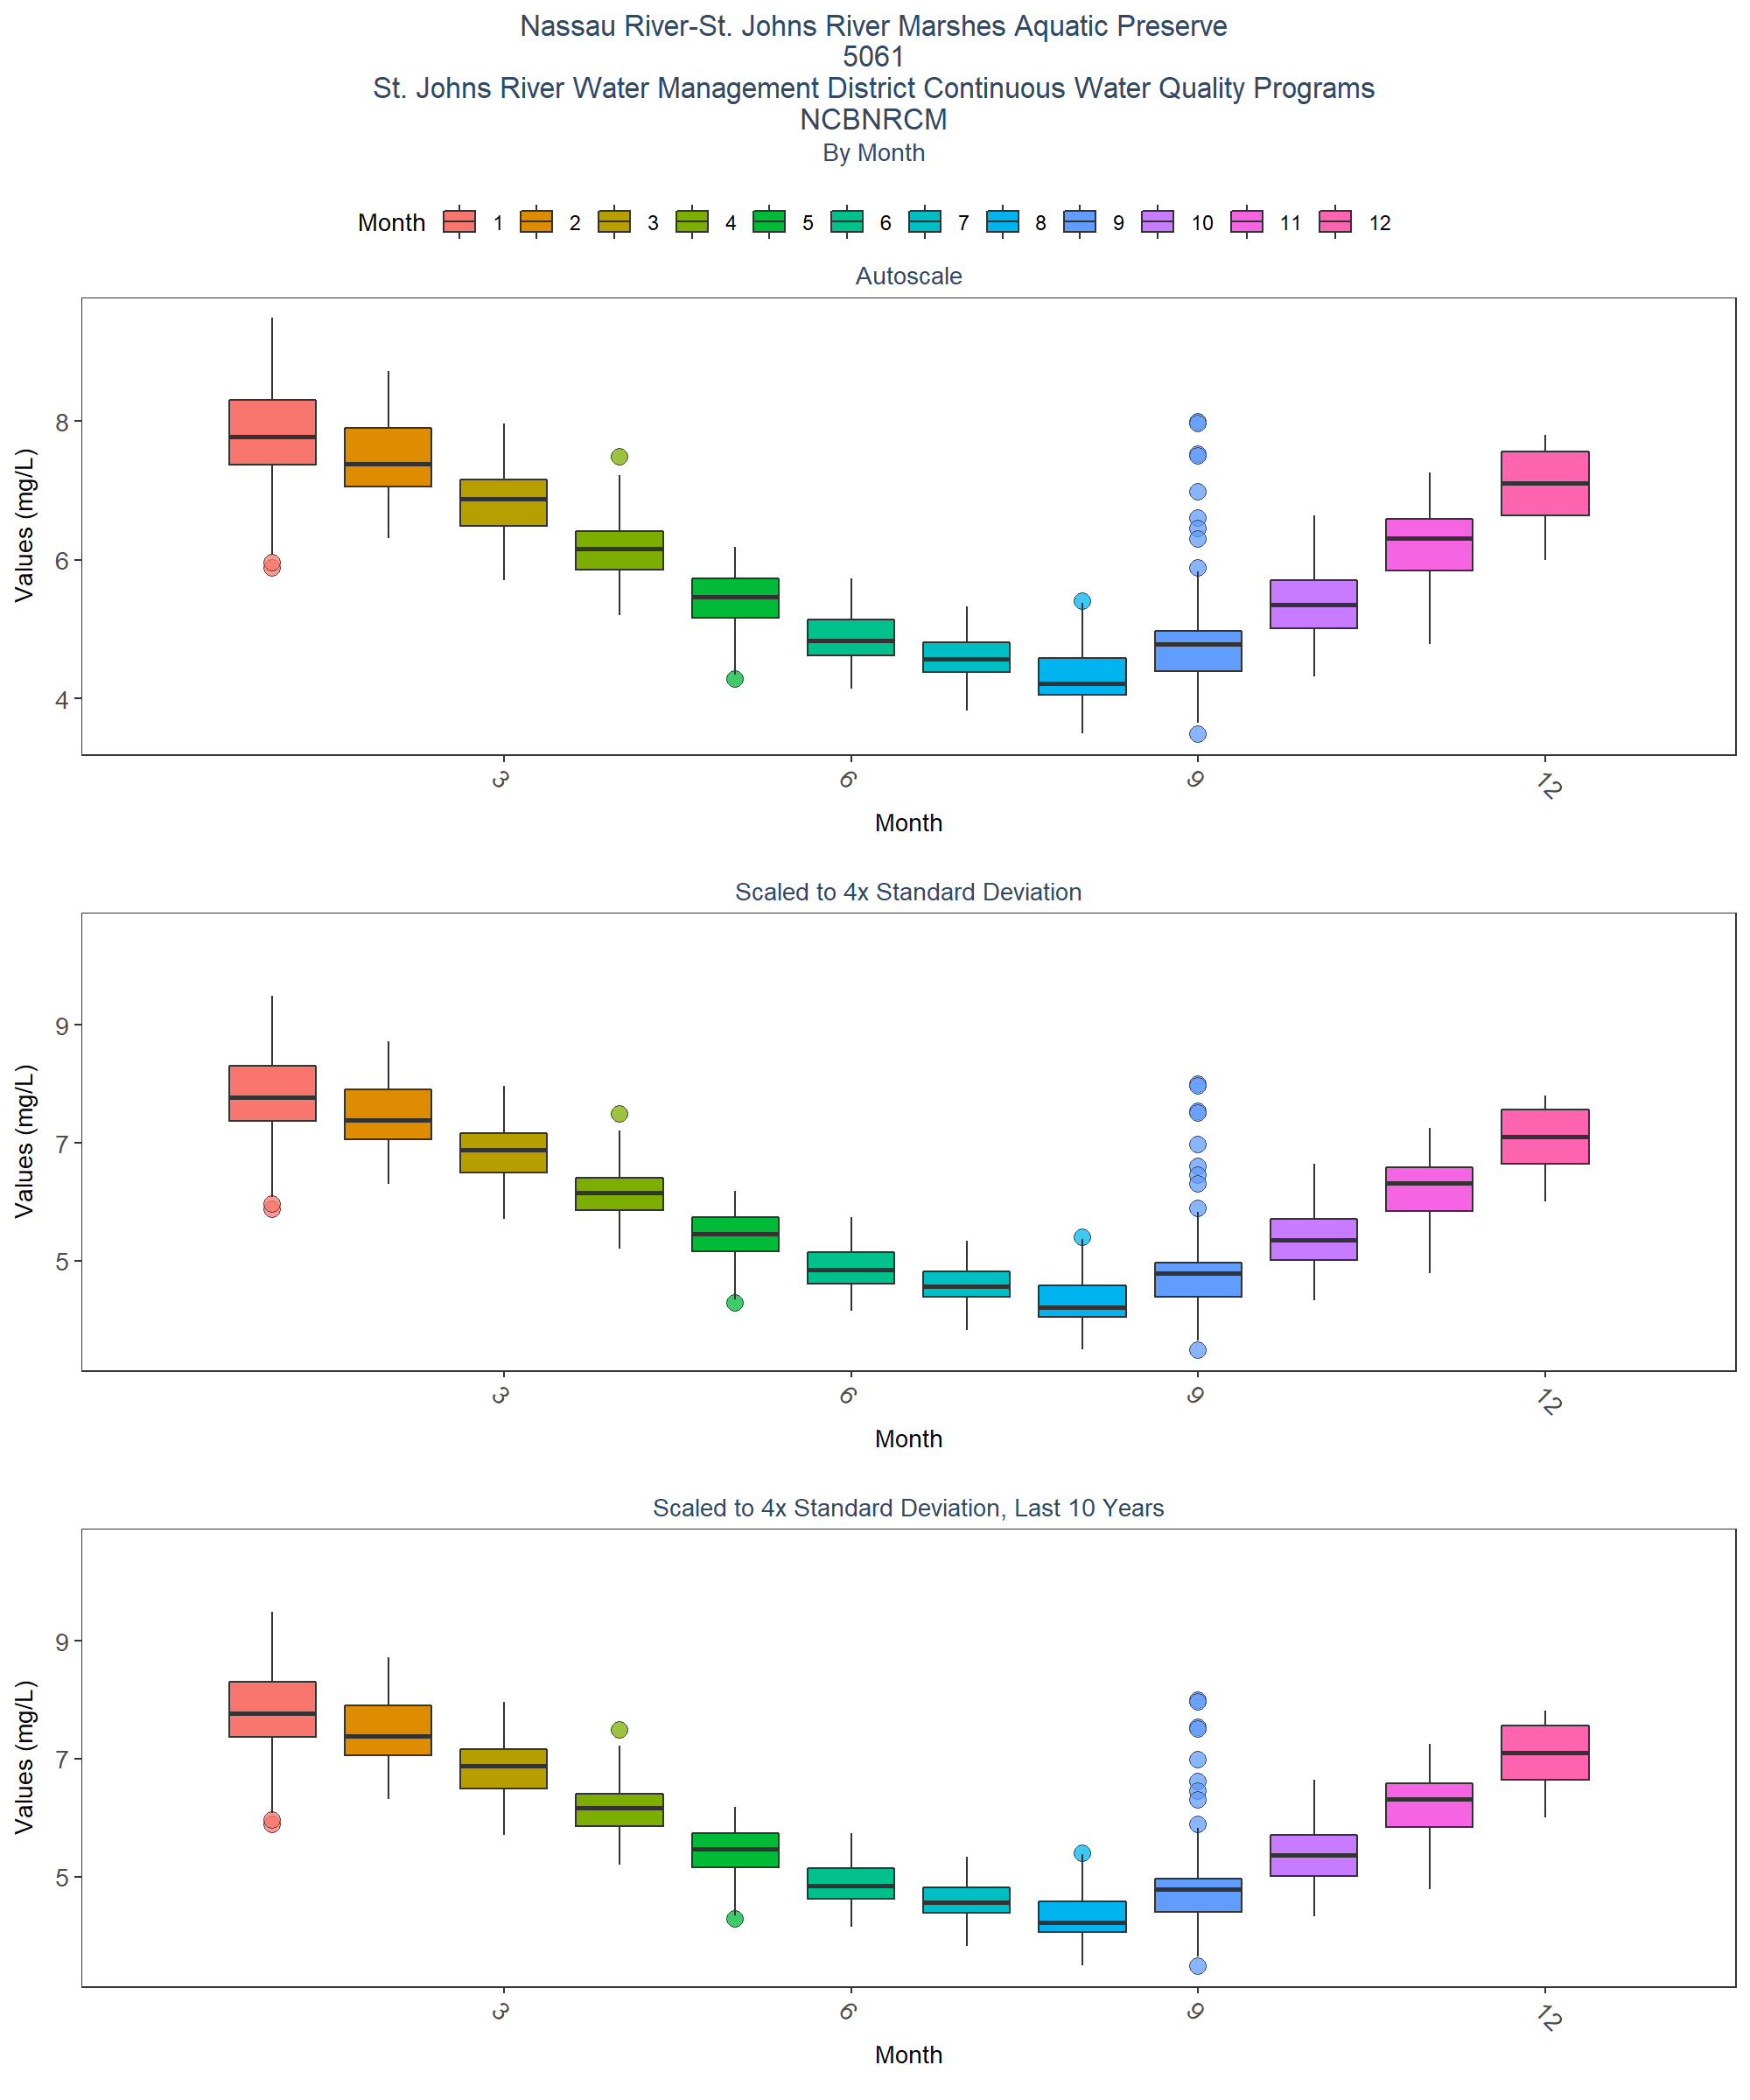 Nassau River-St. Johns River Marshes Aquatic Preserve
5061
St. Johns River Water Management District Continuous Water Quality Programs
NCBNRCM
By Month
Month 1 2 3 4 5 6 7 8 9 10 11 12
Autoscale
Values (mg/L)
8
6
4
3 6 9 12
Month
Scaled to 4x Standard Deviation
Values (mg/L)
9
7
5
3 6 9 12
Month
Scaled to 4x Standard Deviation, Last 10 Years
Values (mg/L)
9
7
5
3 6 9 12
Month